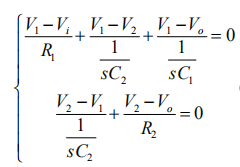 (V₁−Vᵢ)/R₁ + (V₁−V₂)/(1/(sC₂)) + (V₁−Vₒ)/(1/(sC₁)) = 0
(V₂−V₁)/(1/(sC₂)) + (V₂−Vₒ)/R₂ = 0